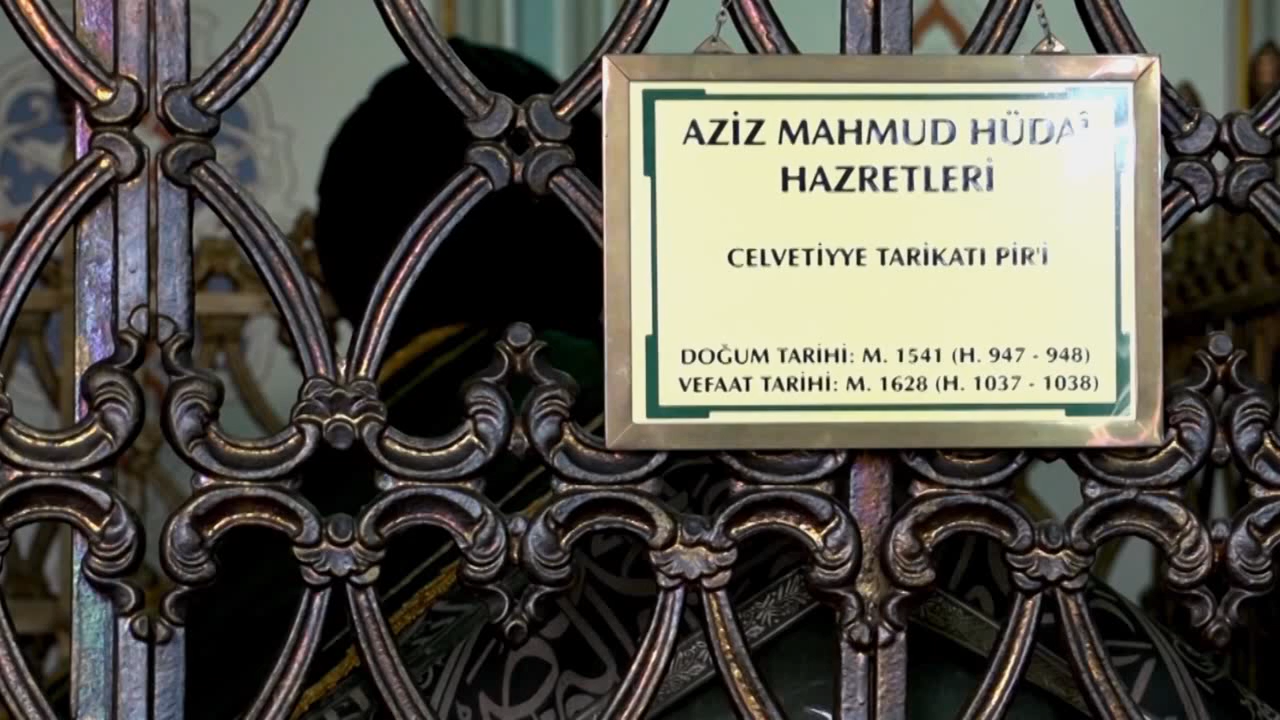 AZİZ MAHMUD HÜDAÎ
HAZRETLERİ
CELVETİYYE TARİKATI PİR'İ
DOĞUM TARİHİ: M. 1541 (H. 947 - 948)
VEFAAT TARİHİ: M. 1628 (H. 1037 - 1038)